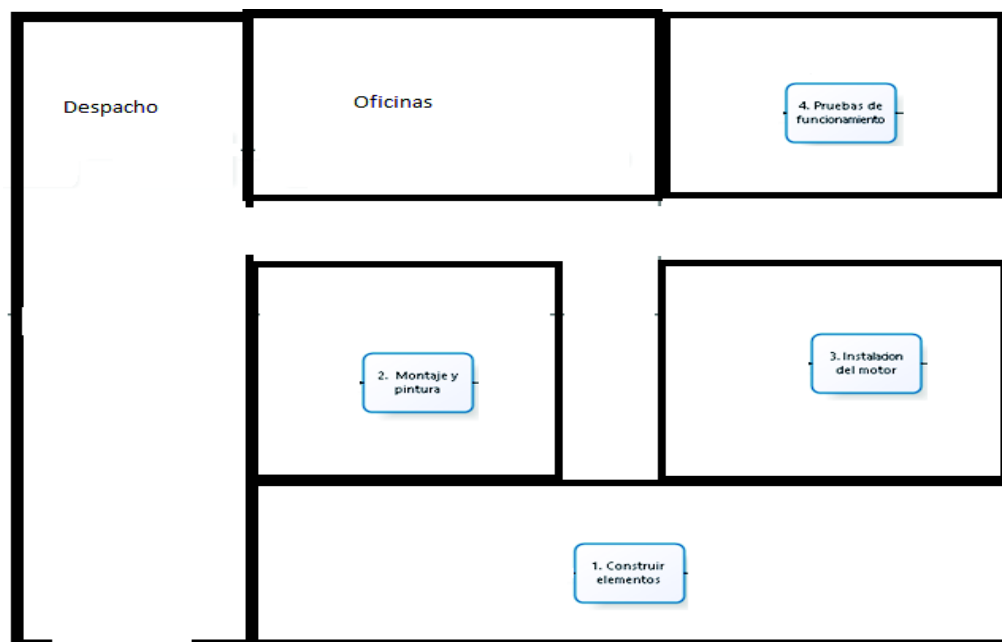 Despacho
Oficinas
4. Pruebas de
funcionamiento
2. Montaje y
pintura
3. Instalacion
del motor
1. Construir
elementos